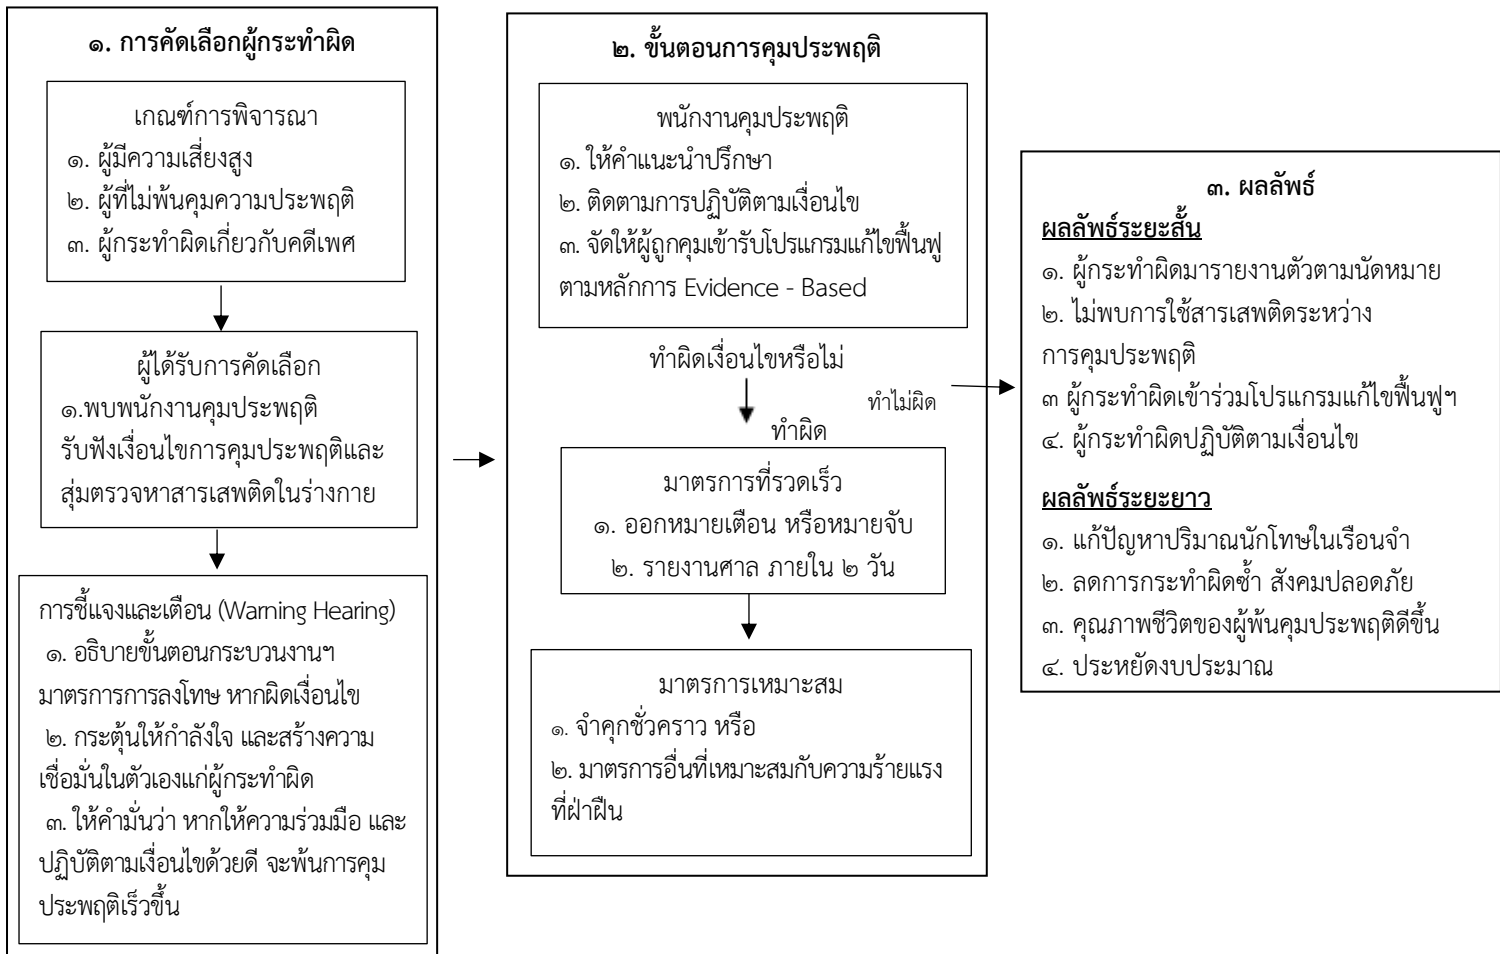 ๑. การคัดเลือกผู้กระทำผิด
เกณฑ์การพิจารณา
๑. ผู้มีความเสี่ยงสูง
๒. ผู้ที่ไม่พ้นคุมความประพฤติ
๓. ผู้กระทำผิดเกี่ยวกับคดีเพศ
ผู้ได้รับการคัดเลือก
๑.พบพนักงานคุมประพฤติ
รับฟังเงื่อนไขการคุมประพฤติและ
สุ่มตรวจหาสารเสพติดในร่างกาย
การชี้แจงและเตือน (Warning Hearing)
๑. อธิบายขั้นตอนกระบวนงานฯ
มาตรการการลงโทษ หากผิดเงื่อนไข
๒. กระตุ้นให้กำลังใจ และสร้างความ
เชื่อมั่นในตัวเองแก่ผู้กระทำผิด
๓. ให้คำมั่นว่า หากให้ความร่วมมือ และ
ปฏิบัติตามเงื่อนไขด้วยดี จะพ้นการคุม
ประพฤติเร็วขึ้น
๒. ขั้นตอนการคุมประพฤติ
พนักงานคุมประพฤติ
๑. ให้คำแนะนำปรึกษา
๒. ติดตามการปฏิบัติตามเงื่อนไข
๓. จัดให้ผู้ถูกคุมเข้ารับโปรแกรมแก้ไขฟื้นฟู
ตามหลักการ Evidence - Based
ทำผิดเงื่อนไขหรือไม่
ทำไม่ผิด
ทำผิด
มาตรการที่รวดเร็ว
๑. ออกหมายเตือน หรือหมายจับ
๒. รายงานศาล ภายใน ๒ วัน
มาตรการเหมาะสม
๑. จำคุกชั่วคราว หรือ
๒. มาตรการอื่นที่เหมาะสมกับความร้ายแรง
ที่ฝ่าฝืน
๓. ผลลัพธ์
ผลลัพธ์ระยะสั้น
๑. ผู้กระทำผิดมารายงานตัวตามนัดหมาย
๒. ไม่พบการใช้สารเสพติดระหว่าง
การคุมประพฤติ
๓ ผู้กระทำผิดเข้าร่วมโปรแกรมแก้ไขฟื้นฟูฯ
๔. ผู้กระทำผิดปฏิบัติตามเงื่อนไข
ผลลัพธ์ระยะยาว
๑. แก้ปัญหาปริมาณนักโทษในเรือนจำ
๒. ลดการกระทำผิดซ้ำ สังคมปลอดภัย
๓. คุณภาพชีวิตของผู้พ้นคุมประพฤติดีขึ้น
๔. ประหยัดงบประมาณ